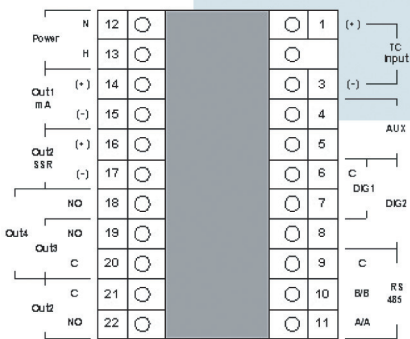 Power
N 12
H 13
Out1
mA
(+) 14
(-) 15
Out2
SSR
(+) 16
(-) 17
NO 18
Out4
Out3
NO 19
C 20
Out2
C 21
NO 22
1 (+)
TC
Input
3 (-)
4
AUX
5
6 C
DIG1
7
DIG2
8
9 C
10 B/B
RS
485
11 A/A